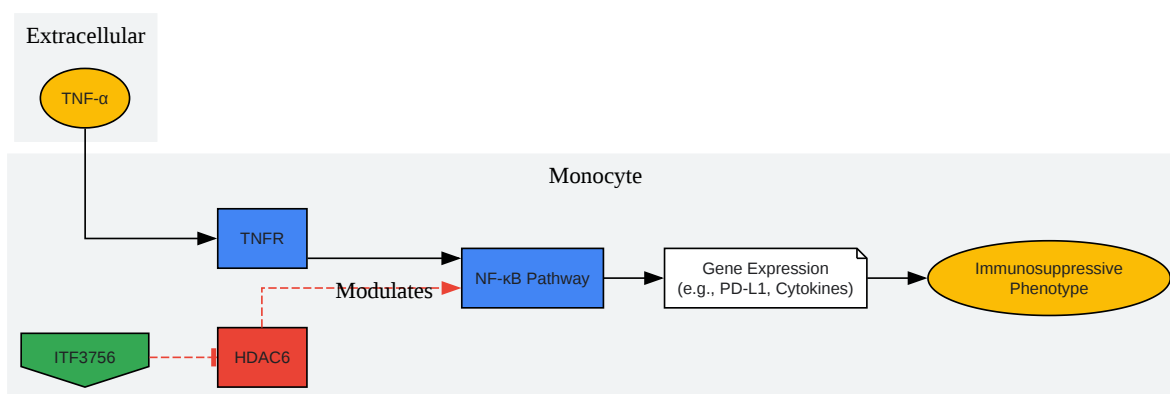 Extracellular
TNF-α
Monocyte
TNFR
NF-κB Pathway
Gene Expression
(e.g., PD-L1, Cytokines)
Immunosuppressive
Phenotype
Modulates
ITF3756
HDAC6